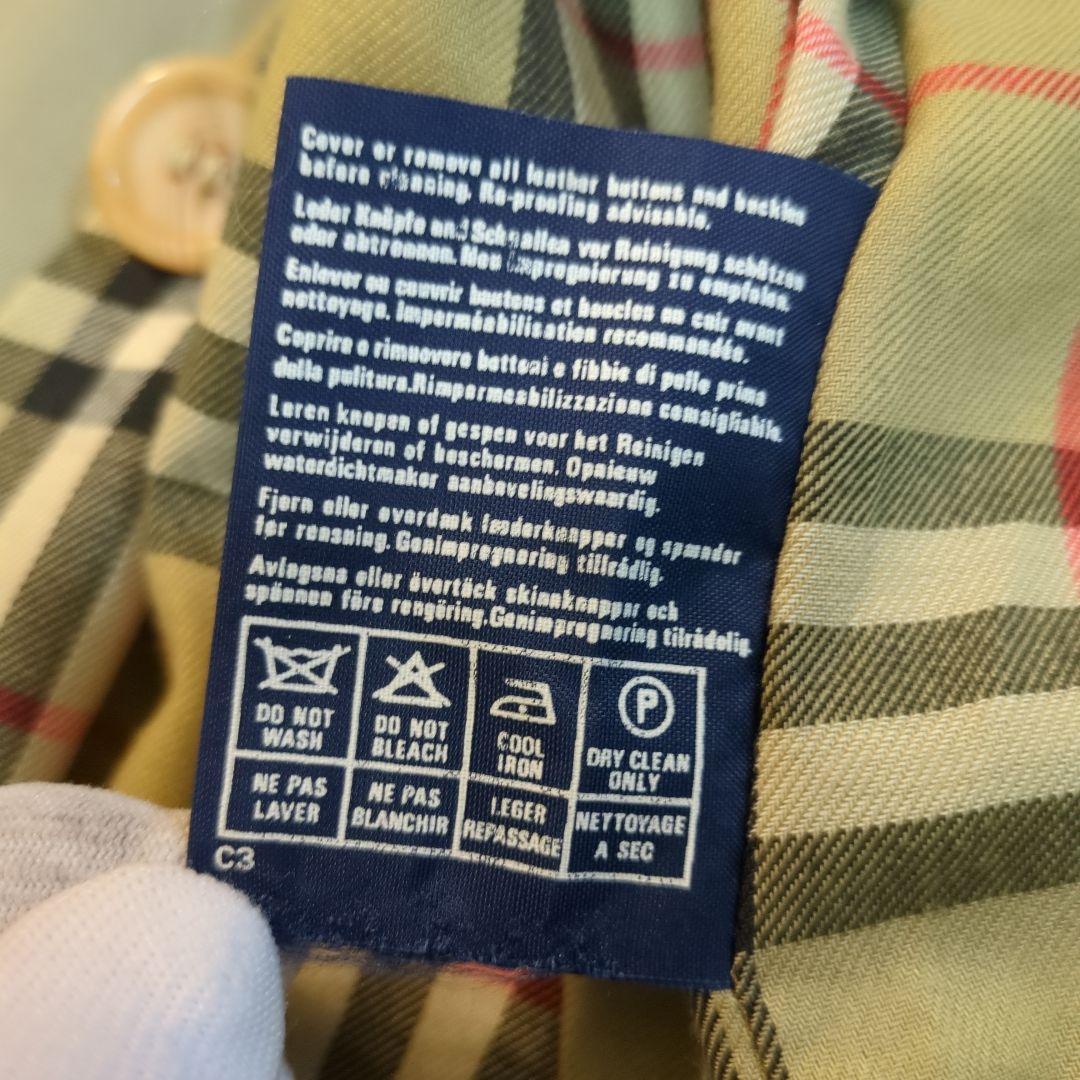 Cover or remove all leather buttons and buckles
before cleaning. Re-proofing advisable.
Leder Knöpfe und Schnallen vor Reinigung schützen
oder abtrennen. Neu Impregnierung zu empfelen.
Enlever ou couvrir boutons et boucles en cuir avant
nettoyage. Imperméabilisation recommandée.
Coprire o rimuovere bottoni e fibbie di pelle prima
della pulitura.Rimpermeabilizzazione consigliabile.
Leren knopen of gespen voor het Reinigen
verwijderen of beschermen. Opnieuw
waterdichtmaker aanbevelingswaardig.
Fjern eller overdæk læderknapper og spænder
før rensning. Genimpregnering tillrådlig.
Avlagsna eller övertäck skinnknappar och
spännen före rengöring.Genimpregnering tilrådelig.
DO NOT
WASH
DO NOT
BLEACH
COOL
IRON
P
DRY CLEAN
ONLY
NE PAS
LAVER
NE PAS
BLANCHIR
LEGER
REPASSAGE
NETTOYAGE
A SEC
C3